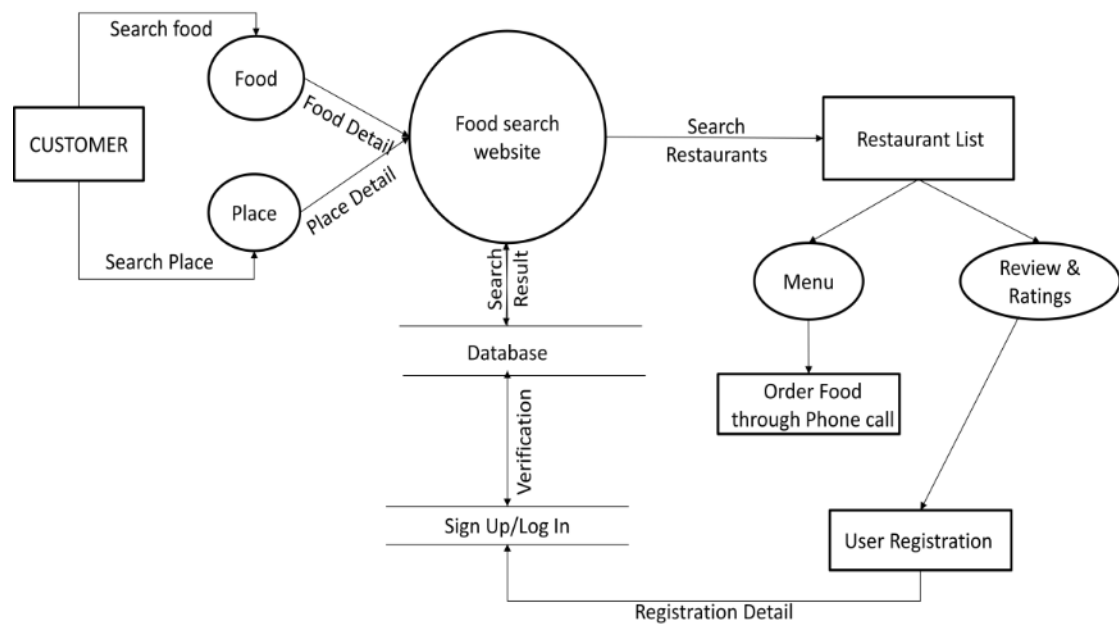 Search food
Food
CUSTOMER
Food Detail
Place
Place Detail
Search Place
Food search
website
Search
Restaurants
Restaurant List
Menu
Review &
Ratings
Search
Result
Database
Order Food
through Phone call
Verification
Sign Up/Log In
User Registration
Registration Detail